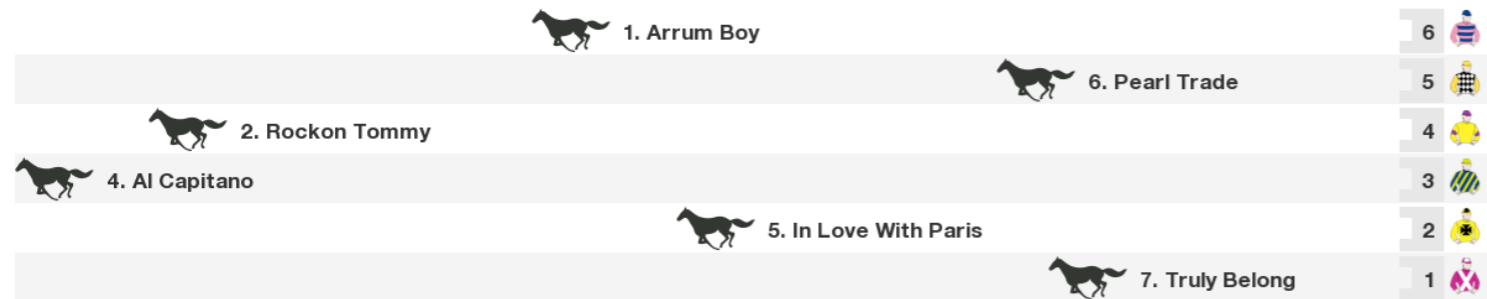 1. Arrum Boy 6
6. Pearl Trade 5
2. Rockon Tommy 4
4. Al Capitano 3
5. In Love With Paris 2
7. Truly Belong 1